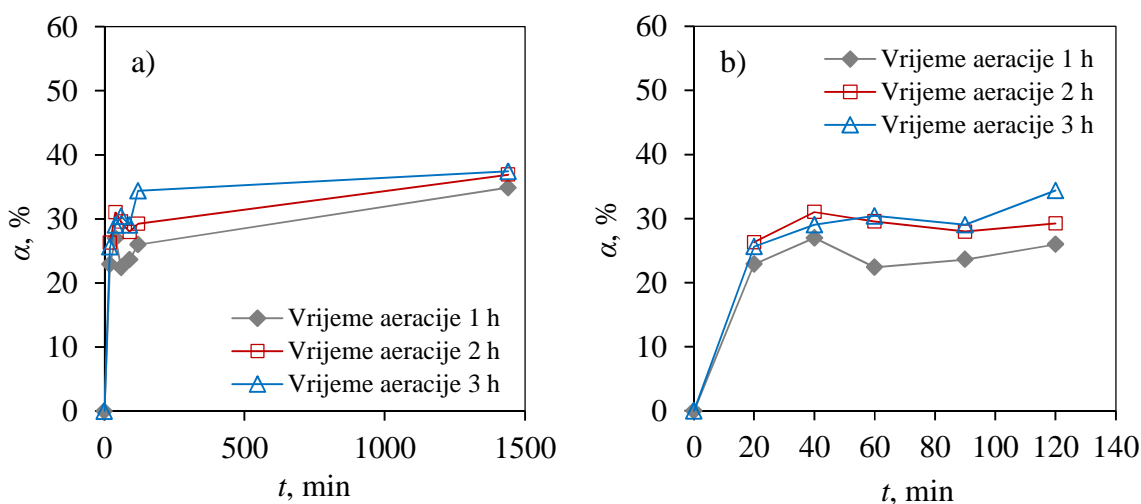 60
50
40
30
20
10
0
α, %
a)
Vrijeme aeracije 1 h
Vrijeme aeracije 2 h
Vrijeme aeracije 3 h
0
500
1000
1500
t, min
60
50
40
30
20
10
0
α, %
b)
Vrijeme aeracije 1 h
Vrijeme aeracije 2 h
Vrijeme aeracije 3 h
0
20
40
60
80
100
120
140
t, min